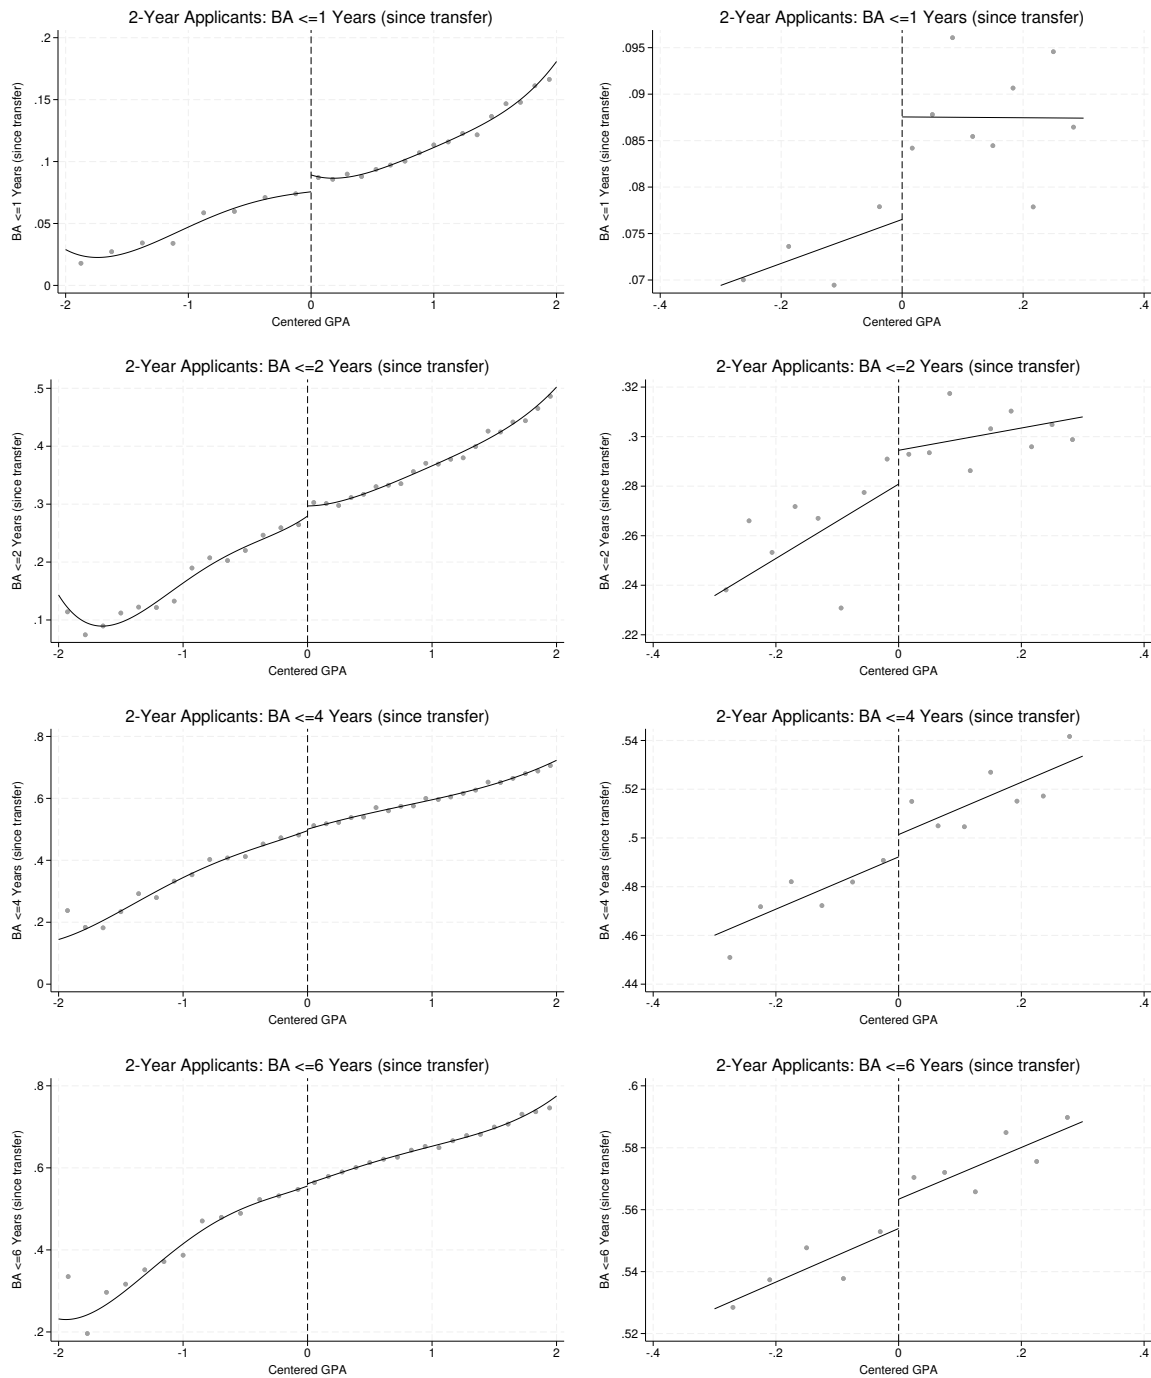 2-Year Applicants: BA <=1 Years (since transfer)
BA <=1 Years (since transfer)
.2
.15
.1
.05
0
-2 -1 0 1 2
Centered GPA
2-Year Applicants: BA <=1 Years (since transfer)
BA <=1 Years (since transfer)
.095
.09
.085
.08
.075
.07
-.4 -.2 0 .2 .4
Centered GPA
2-Year Applicants: BA <=2 Years (since transfer)
BA <=2 Years (since transfer)
.5
.4
.3
.2
.1
-2 -1 0 1 2
Centered GPA
2-Year Applicants: BA <=2 Years (since transfer)
BA <=2 Years (since transfer)
.32
.3
.28
.26
.24
.22
-.4 -.2 0 .2 .4
Centered GPA
2-Year Applicants: BA <=4 Years (since transfer)
BA <=4 Years (since transfer)
.8
.6
.4
.2
0
-2 -1 0 1 2
Centered GPA
2-Year Applicants: BA <=4 Years (since transfer)
BA <=4 Years (since transfer)
.54
.52
.5
.48
.46
.44
-.4 -.2 0 .2 .4
Centered GPA
2-Year Applicants: BA <=6 Years (since transfer)
BA <=6 Years (since transfer)
.8
.6
.4
.2
-2 -1 0 1 2
Centered GPA
2-Year Applicants: BA <=6 Years (since transfer)
BA <=6 Years (since transfer)
.6
.58
.56
.54
.52
-.4 -.2 0 .2 .4
Centered GPA